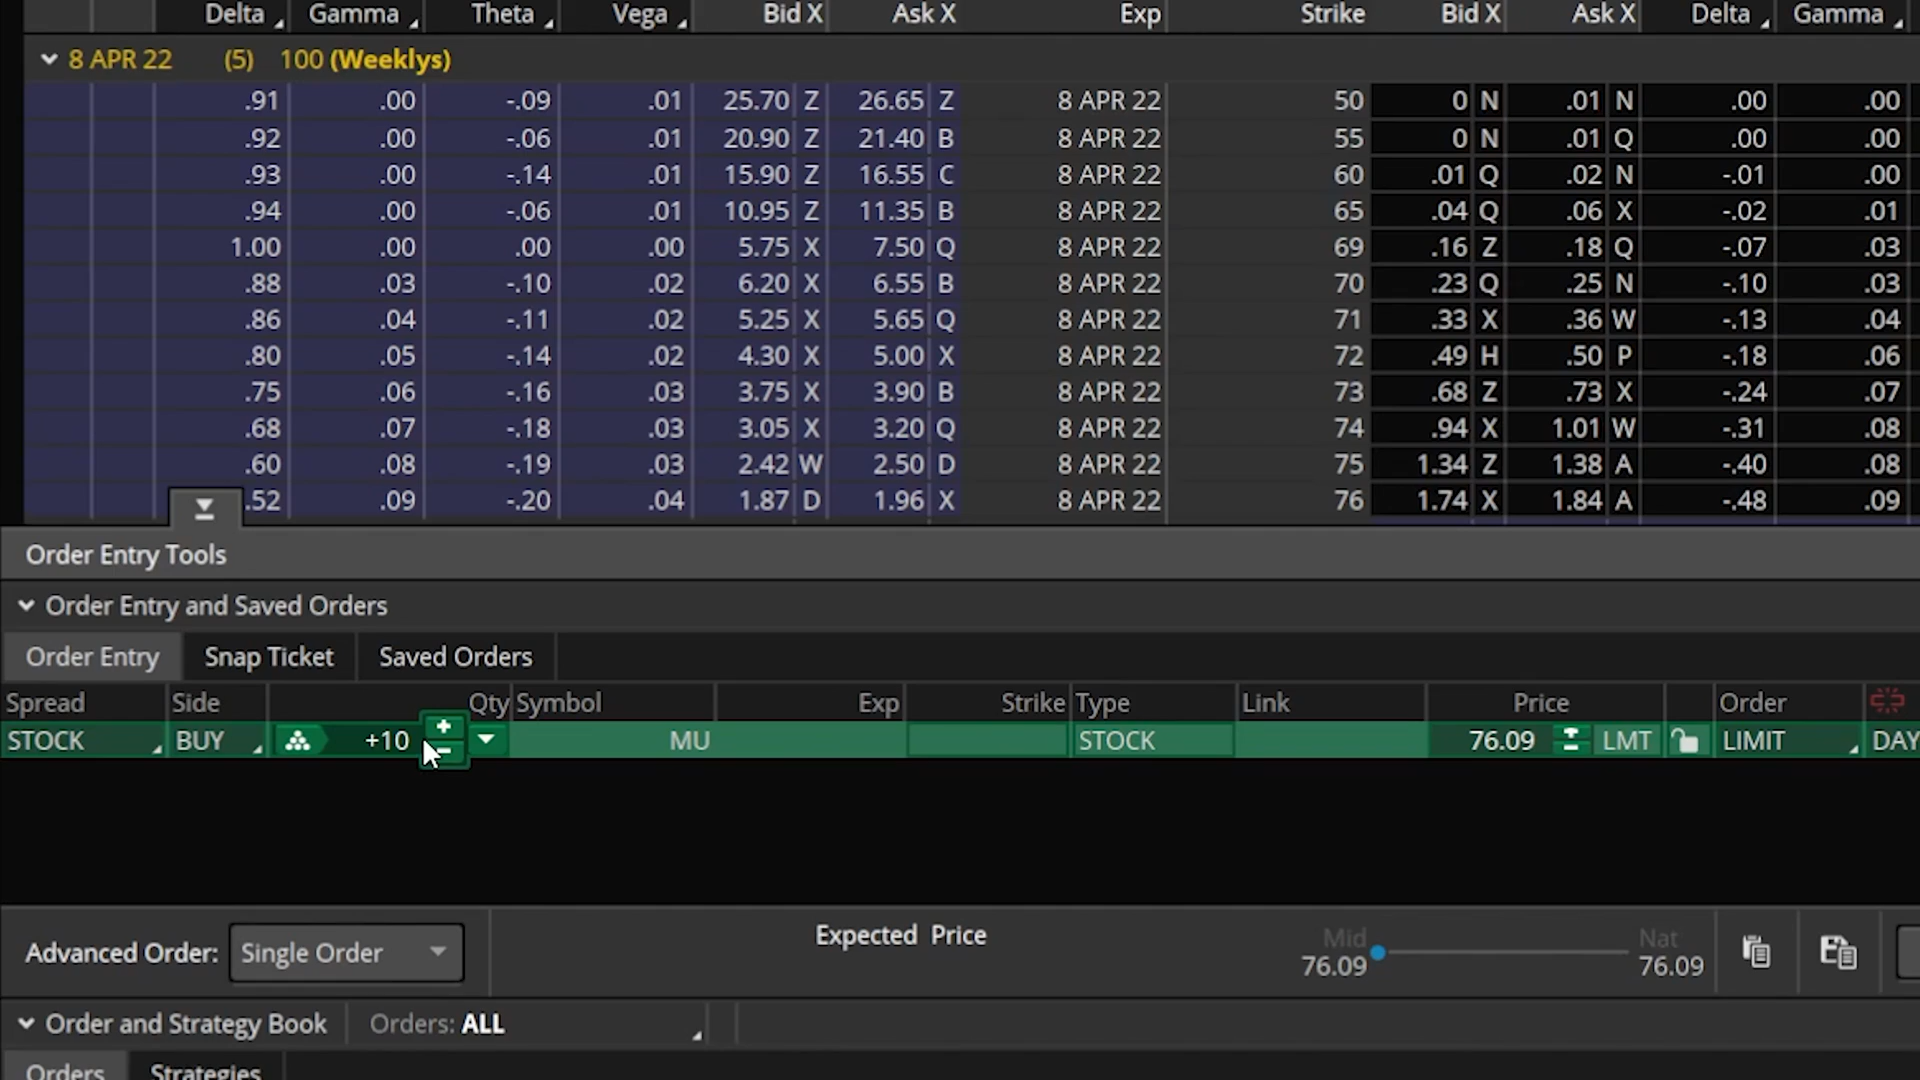 Delta Gamma Theta Vega Bid X Ask X Exp Strike Bid X Ask X Delta Gamma
8 APR 22 (5) 100 (Weeklys)
.91 .00 -.09 .01 25.70 Z 26.65 Z 8 APR 22 50 0 N .01 N .00 .00
.92 .00 -.06 .01 20.90 Z 21.40 B 8 APR 22 55 0 N .01 Q .00 .00
.93 .00 -.14 .01 15.90 Z 16.55 C 8 APR 22 60 .01 Q .02 N -.01 .00
.94 .00 -.06 .01 10.95 Z 11.35 B 8 APR 22 65 .04 Q .06 X -.02 .01
1.00 .00 .00 .00 5.75 X 7.50 Q 8 APR 22 69 .16 Z .18 Q -.07 .03
.88 .03 -.10 .02 6.20 X 6.55 B 8 APR 22 70 .23 Q .25 N -.10 .03
.86 .04 -.11 .02 5.25 X 5.65 Q 8 APR 22 71 .33 X .36 W -.13 .04
.80 .05 -.14 .02 4.30 X 5.00 X 8 APR 22 72 .49 H .50 P -.18 .06
.75 .06 -.16 .03 3.75 X 3.90 B 8 APR 22 73 .68 Z .73 X -.24 .07
.68 .07 -.18 .03 3.05 X 3.20 Q 8 APR 22 74 .94 X 1.01 W -.31 .08
.60 .08 -.19 .03 2.42 W 2.50 D 8 APR 22 75 1.34 Z 1.38 A -.40 .08
.52 .09 -.20 .04 1.87 D 1.96 X 8 APR 22 76 1.74 X 1.84 A -.48 .09
Order Entry Tools
Order Entry and Saved Orders
Order Entry Snap Ticket Saved Orders
Spread Side Qty Symbol Exp Strike Type Link Price Order
STOCK BUY +10 MU STOCK 76.09 LMT LIMIT DAY
Advanced Order: Single Order Expected Price Mid 76.09 Nat 76.09
Order and Strategy Book Orders: ALL
Orders Strategies